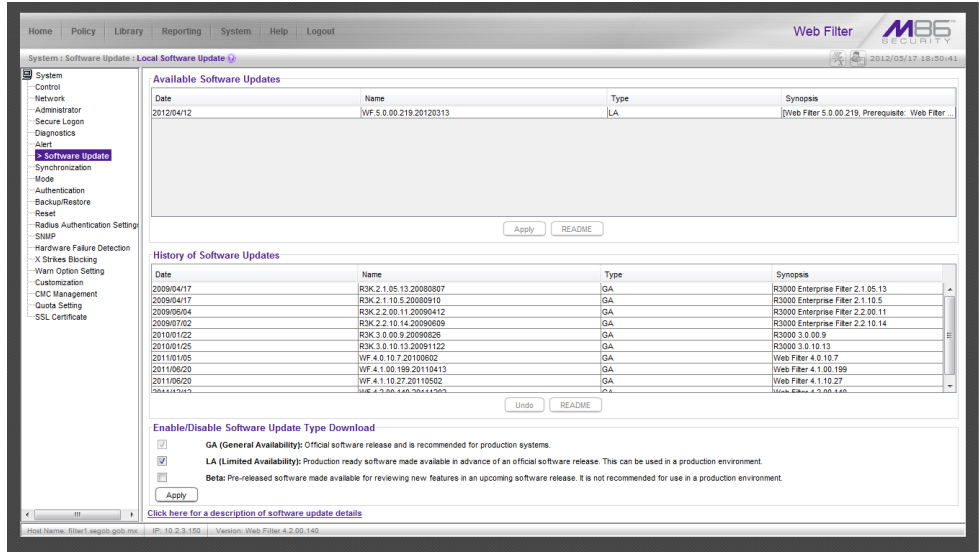 Home Policy Library Reporting System Help Logout
Web Filter
M86 SECURITY
System : Software Update : Local Software Update
2012/05/17 18:50:41
System
Control
Network
Administrator
Secure Logon
Diagnostics
Alert
> Software Update
Synchronization
Mode
Authentication
Backup/Restore
Reset
Radius Authentication Settings
SNMP
Hardware Failure Detection
X Strikes Blocking
Warn Option Setting
Customization
CMC Management
Quota Setting
SSL Certificate
Available Software Updates
Date Name Type Synopsis
2012/04/12 WF.5.0.00.219.20120313 LA [Web Filter 5.0.00.219, Prerequisite: Web Filter ...
Apply README
History of Software Updates
Date Name Type Synopsis
2009/04/17 R3K.2.1.05.13.20080807 GA R3000 Enterprise Filter 2.1.05.13
2009/04/17 R3K.2.1.10.5.20080910 GA R3000 Enterprise Filter 2.1.10.5
2009/06/04 R3K.2.2.00.11.20090412 GA R3000 Enterprise Filter 2.2.00.11
2009/07/02 R3K.2.2.10.14.20090609 GA R3000 Enterprise Filter 2.2.10.14
2010/01/22 R3K.3.0.00.9.20090826 GA R3000 3.0.00.9
2010/01/25 R3K.3.0.10.13.20091122 GA R3000 3.0.10.13
2011/01/05 WF.4.0.10.7.20100602 GA Web Filter 4.0.10.7
2011/06/20 WF.4.1.00.199.20110413 GA Web Filter 4.1.00.199
2011/06/20 WF.4.1.10.27.20110502 GA Web Filter 4.1.10.27
2011/12/12 WF.4.2.00.140.20111202 GA Web Filter 4.2.00.140
Undo README
Enable/Disable Software Update Type Download
GA (General Availability): Official software release and is recommended for production systems.
LA (Limited Availability): Production ready software made available in advance of an official software release. This can be used in a production environment.
Beta: Pre-released software made available for reviewing new features in an upcoming software release. It is not recommended for use in a production environment.
Apply
Click here for a description of software update details
Host Name: filter1.segob.gob.mx IP: 10.2.3.150 Version: Web Filter 4.2.00.140